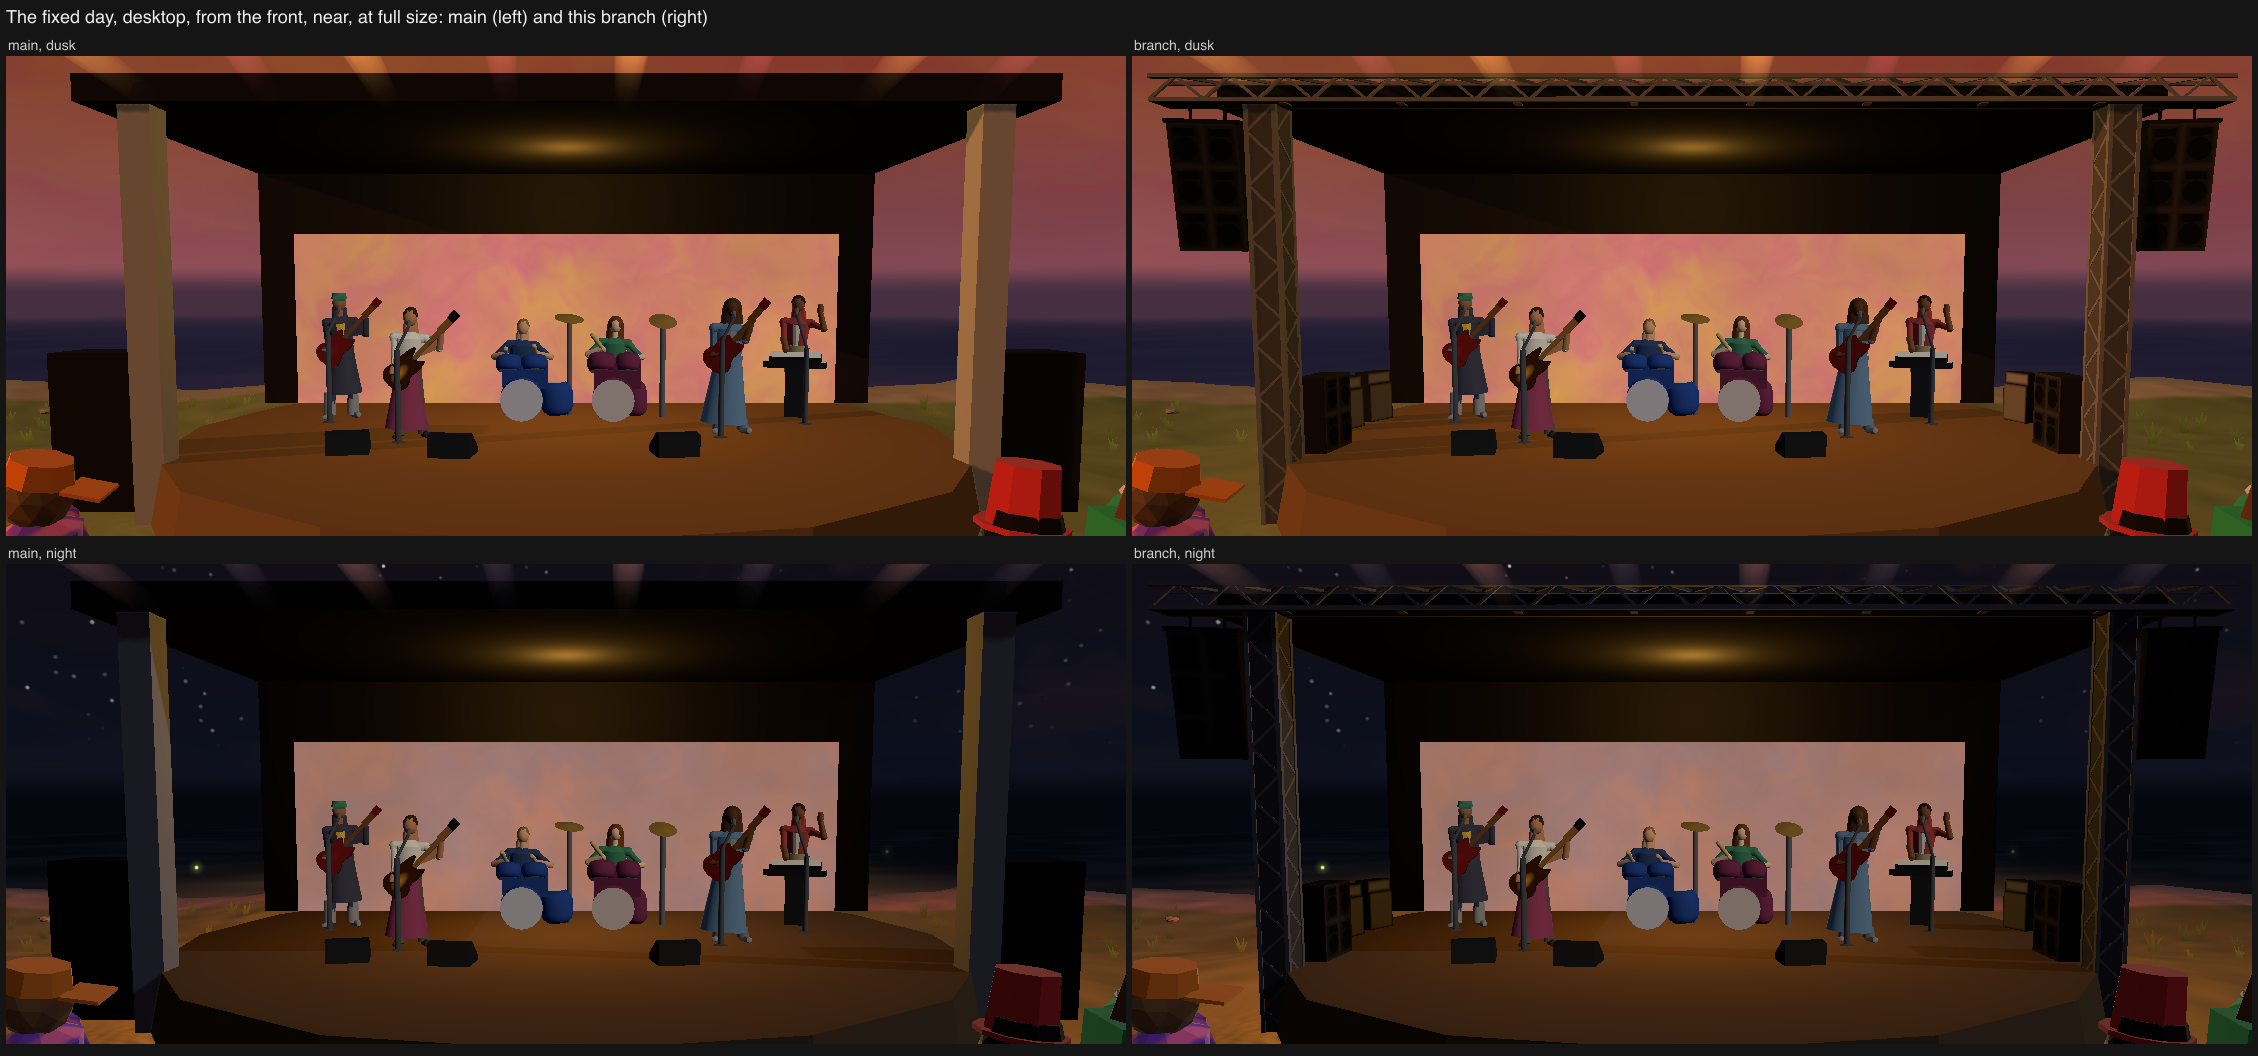 The fixed day, desktop, from the front, near, at full size: main (left) and this branch (right)
main, dusk
branch, dusk
main, night
branch, night